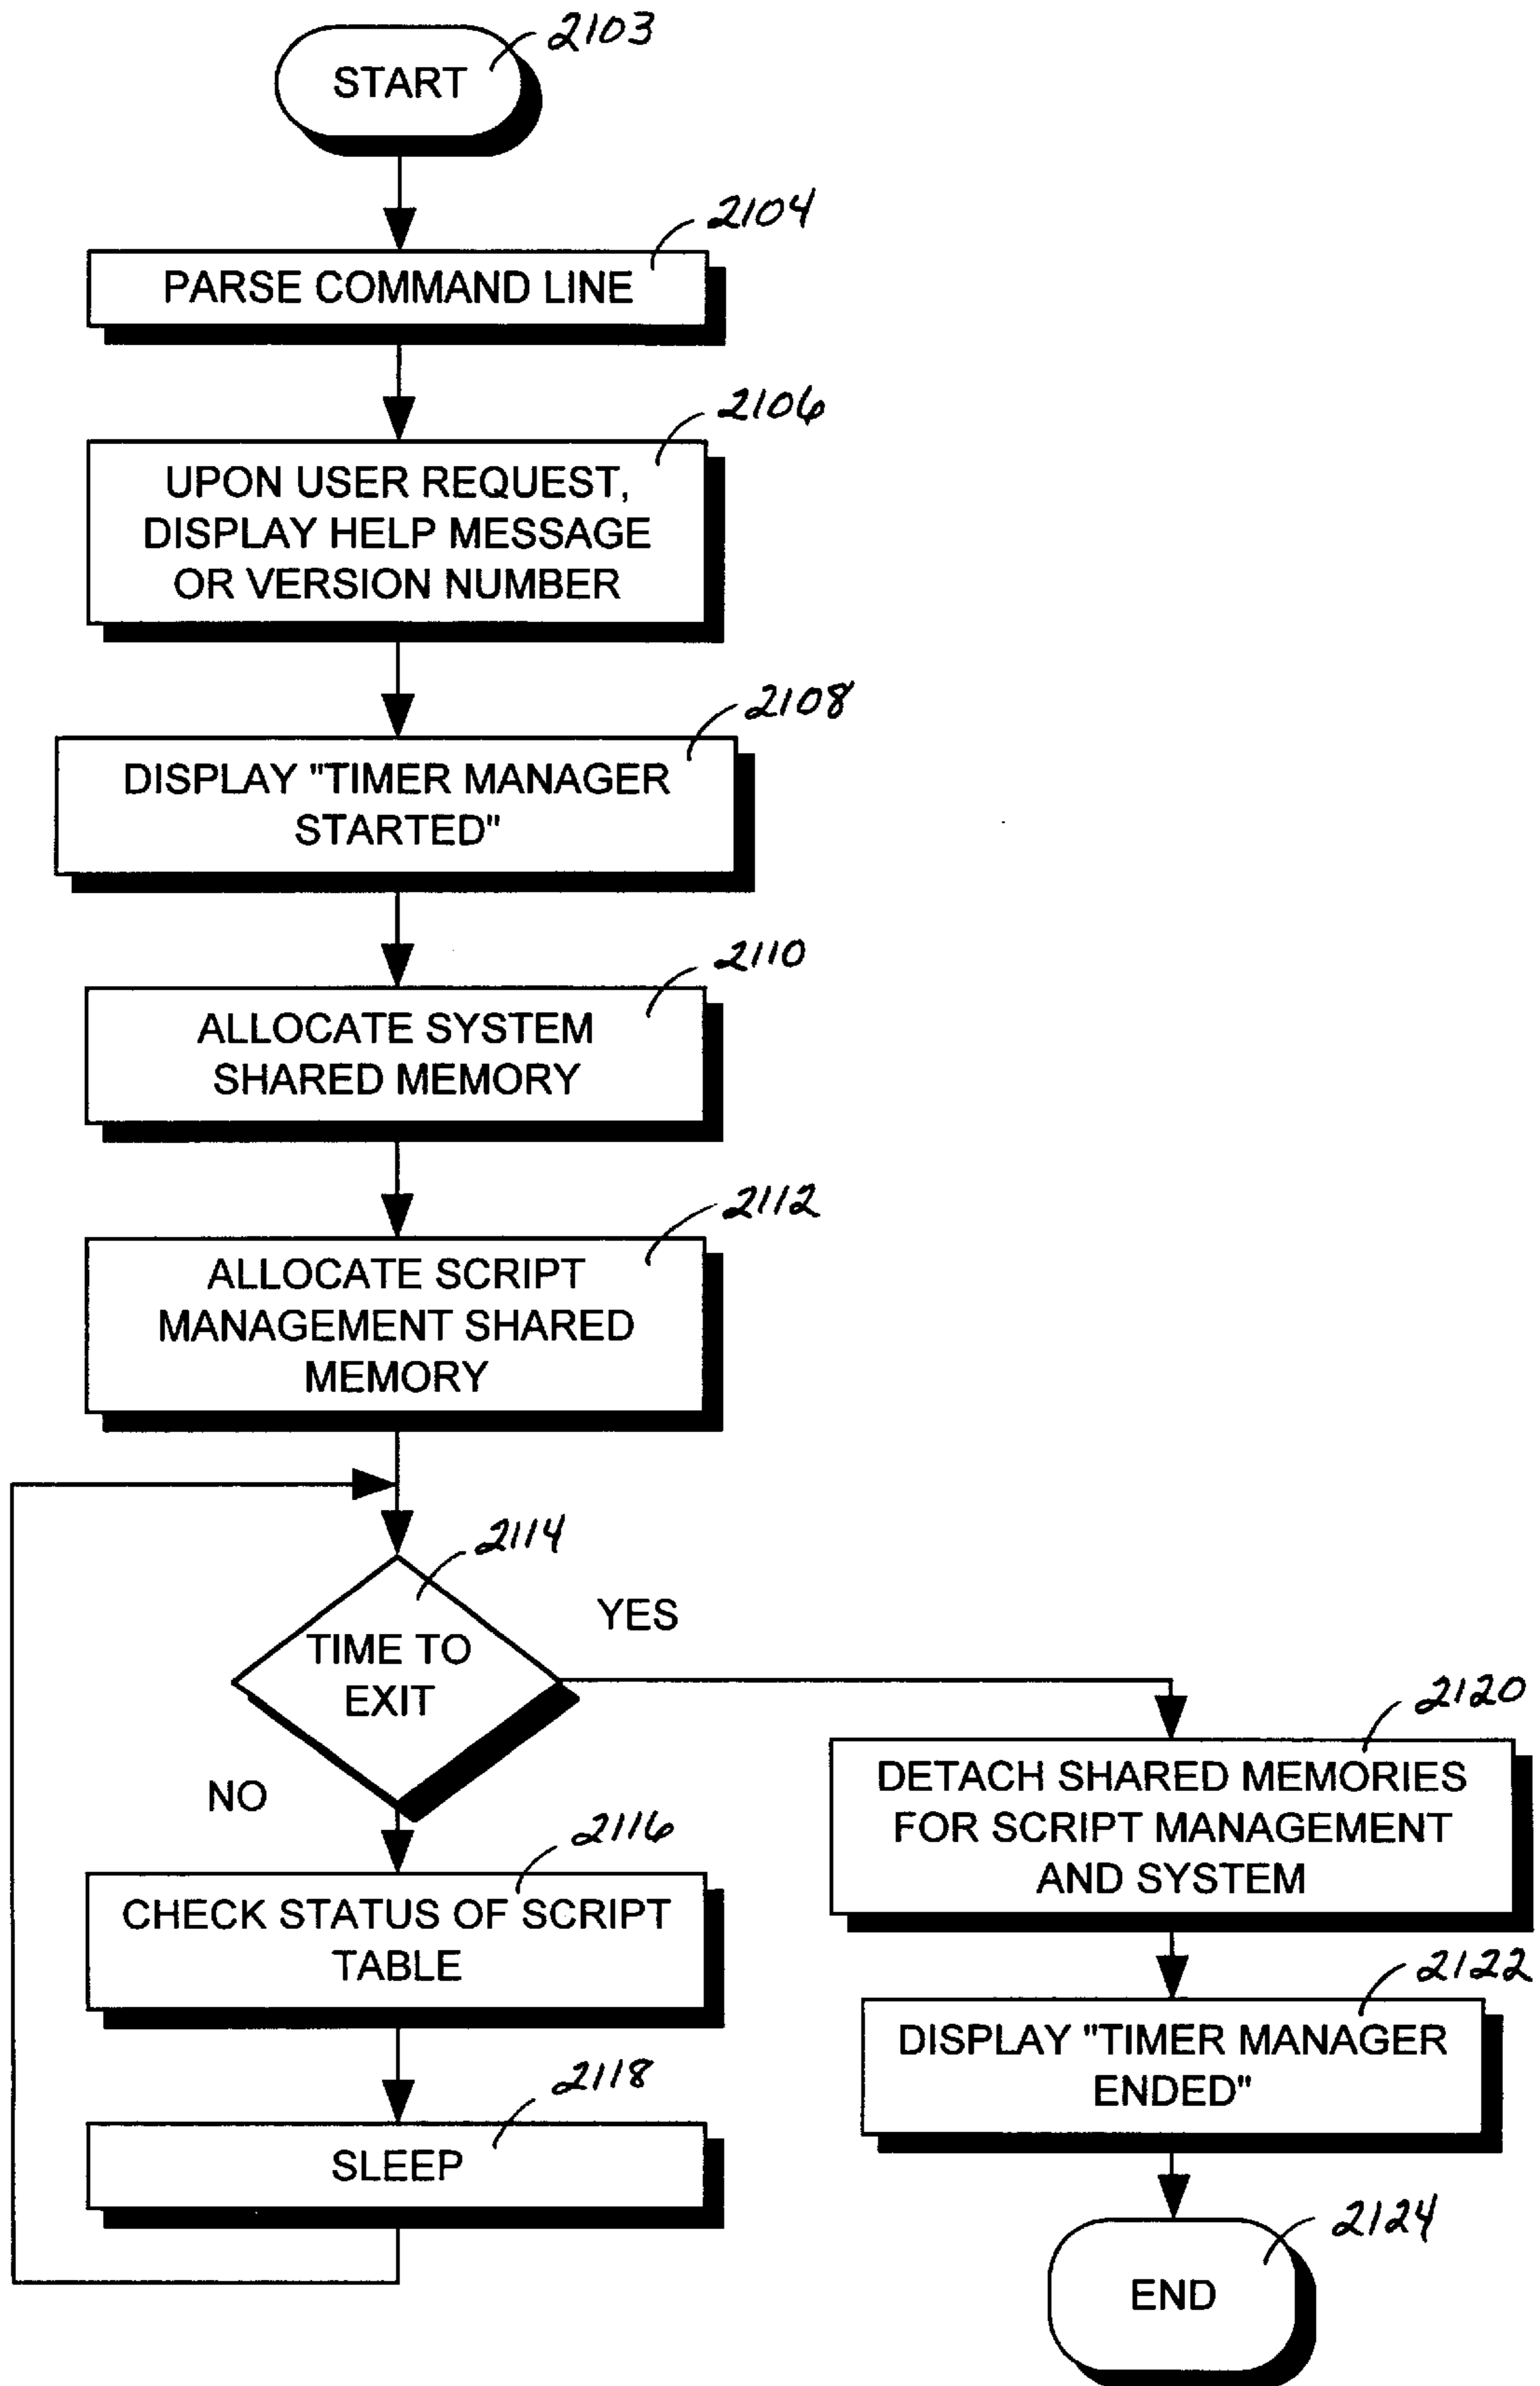 2103
START
2104
PARSE COMMAND LINE
2106
UPON USER REQUEST,
DISPLAY HELP MESSAGE
OR VERSION NUMBER
2108
DISPLAY "TIMER MANAGER
STARTED"
2110
ALLOCATE SYSTEM
SHARED MEMORY
2112
ALLOCATE SCRIPT
MANAGEMENT SHARED
MEMORY
2114
TIME TO
EXIT
YES
NO
2116
CHECK STATUS OF SCRIPT
TABLE
2118
SLEEP
2120
DETACH SHARED MEMORIES
FOR SCRIPT MANAGEMENT
AND SYSTEM
2122
DISPLAY "TIMER MANAGER
ENDED"
2124
END